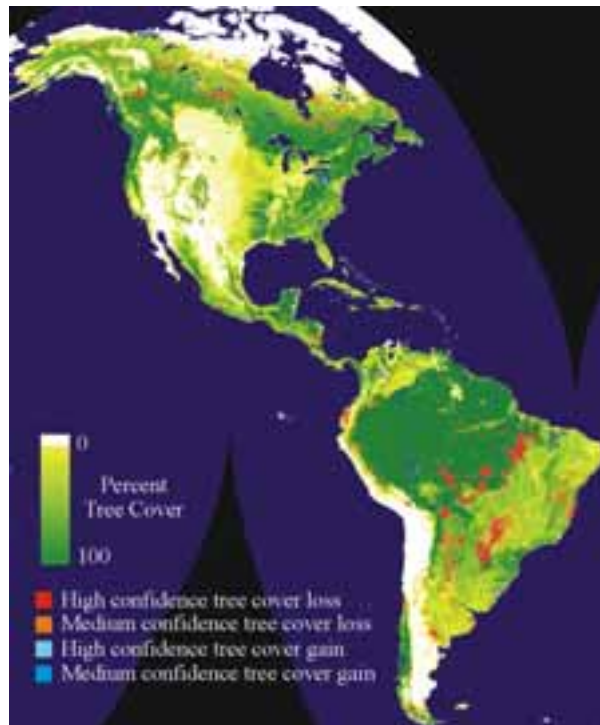 0
Percent
Tree Cover
100
High confidence tree cover loss
Medium confidence tree cover loss
High confidence tree cover gain
Medium confidence tree cover gain